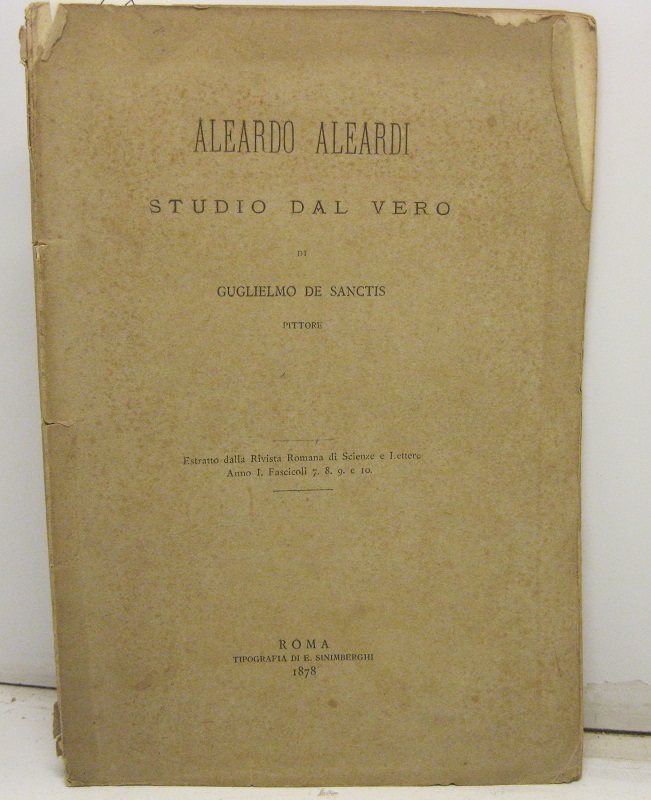 ALEARDO ALEARDI
STUDIO DAL VERO
DI
GUGLIELMO DE SANCTIS
PITTORE
Estratto dalla Rivista Romana di Scienze e Lettere
Anno I. Fascicoli 7. 8. 9. e 10.
ROMA
TIPOGRAFIA DI E. SINIMBERGHI
1878